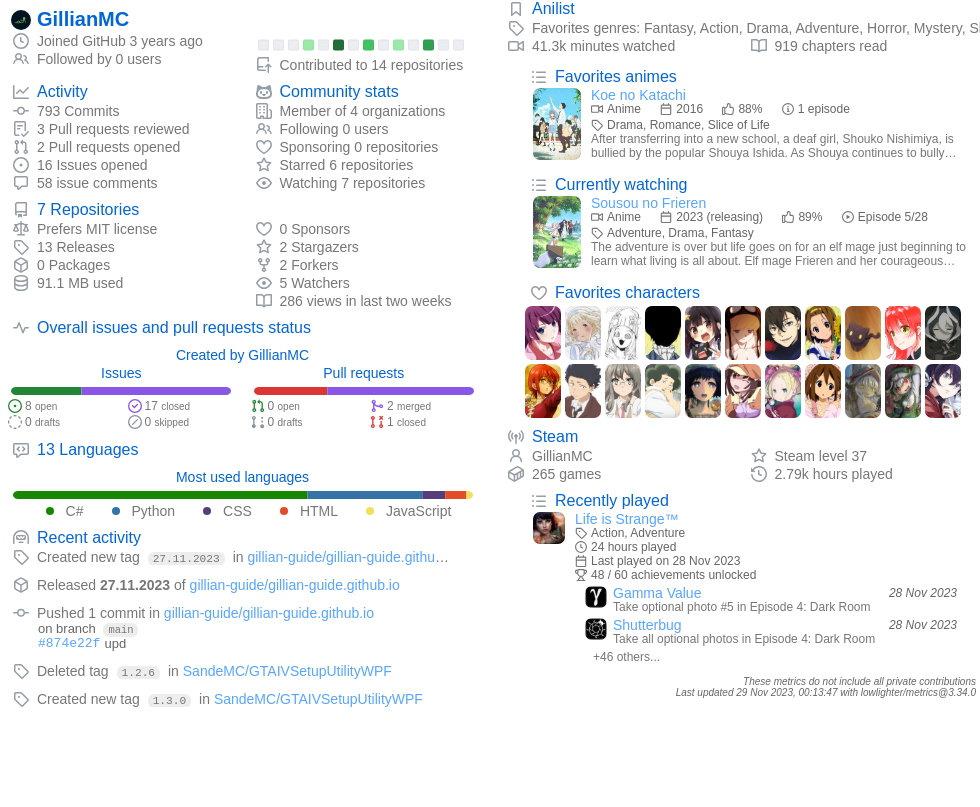 GillianMC
Joined GitHub 3 years ago
Followed by 0 users
Contributed to 14 repositories
Activity
793 Commits
3 Pull requests reviewed
2 Pull requests opened
16 Issues opened
58 issue comments
Community stats
Member of 4 organizations
Following 0 users
Sponsoring 0 repositories
Starred 6 repositories
Watching 7 repositories
7 Repositories
Prefers MIT license
13 Releases
0 Packages
91.1 MB used
0 Sponsors
2 Stargazers
2 Forkers
5 Watchers
286 views in last two weeks
Overall issues and pull requests status
Created by GillianMC
Issues
8 open
17 closed
0 drafts
0 skipped
Pull requests
0 open
2 merged
0 drafts
1 closed
13 Languages
Most used languages
C# Python CSS HTML JavaScript
Recent activity
Created new tag 27.11.2023 in gillian-guide/gillian-guide.githu…
Released 27.11.2023 of gillian-guide/gillian-guide.github.io
Pushed 1 commit in gillian-guide/gillian-guide.github.io
on branch main
#874e22f upd
Deleted tag 1.2.6 in SandeMC/GTAIVSetupUtilityWPF
Created new tag 1.3.0 in SandeMC/GTAIVSetupUtilityWPF
Anilist
Favorites genres: Fantasy, Action, Drama, Adventure, Horror, Mystery, Sl
41.3k minutes watched
919 chapters read
Favorites animes
Koe no Katachi
Anime 2016 88% 1 episode
Drama, Romance, Slice of Life
After transferring into a new school, a deaf girl, Shouko Nishimiya, is
bullied by the popular Shouya Ishida. As Shouya continues to bully…
Currently watching
Sousou no Frieren
Anime 2023 (releasing) 89% Episode 5/28
Adventure, Drama, Fantasy
The adventure is over but life goes on for an elf mage just beginning to
learn what living is all about. Elf mage Frieren and her courageous…
Favorites characters
Steam
GillianMC
Steam level 37
265 games
2.79k hours played
Recently played
Life is Strange™
Action, Adventure
24 hours played
Last played on 28 Nov 2023
48 / 60 achievements unlocked
Gamma Value 28 Nov 2023
Take optional photo #5 in Episode 4: Dark Room
Shutterbug 28 Nov 2023
Take all optional photos in Episode 4: Dark Room
+46 others...
These metrics do not include all private contributions
Last updated 29 Nov 2023, 00:13:47 with lowlighter/metrics@3.34.0